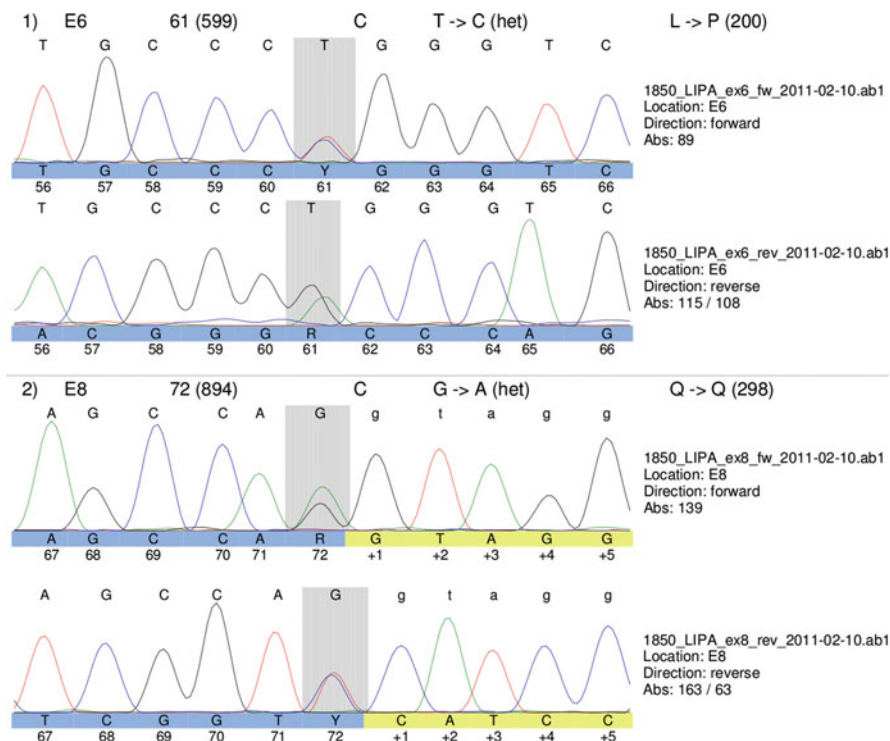 1) E6 61 (599) C T -> C (het) L -> P (200)
T G C C C T G G G T C
1850_LIPA_ex6_fw_2011-02-10.ab1
Location: E6
Direction: forward
Abs: 89
T G C C C Y G G G T C
56 57 58 59 60 61 62 63 64 65 66
T G C C C T G G G T C
1850_LIPA_ex6_rev_2011-02-10.ab1
Location: E6
Direction: reverse
Abs: 115 / 108
A C G G G R C C C A G
56 57 58 59 60 61 62 63 64 65 66
2) E8 72 (894) C G -> A (het) Q -> Q (298)
A G C C A G g t a g g
1850_LIPA_ex8_fw_2011-02-10.ab1
Location: E8
Direction: forward
Abs: 139
A G C C A R G T A G G
67 68 69 70 71 72 +1 +2 +3 +4 +5
A G C C A G g t a g g
1850_LIPA_ex8_rev_2011-02-10.ab1
Location: E8
Direction: reverse
Abs: 163 / 63
T C G G T Y C A T C C
67 68 69 70 71 72 +1 +2 +3 +4 +5